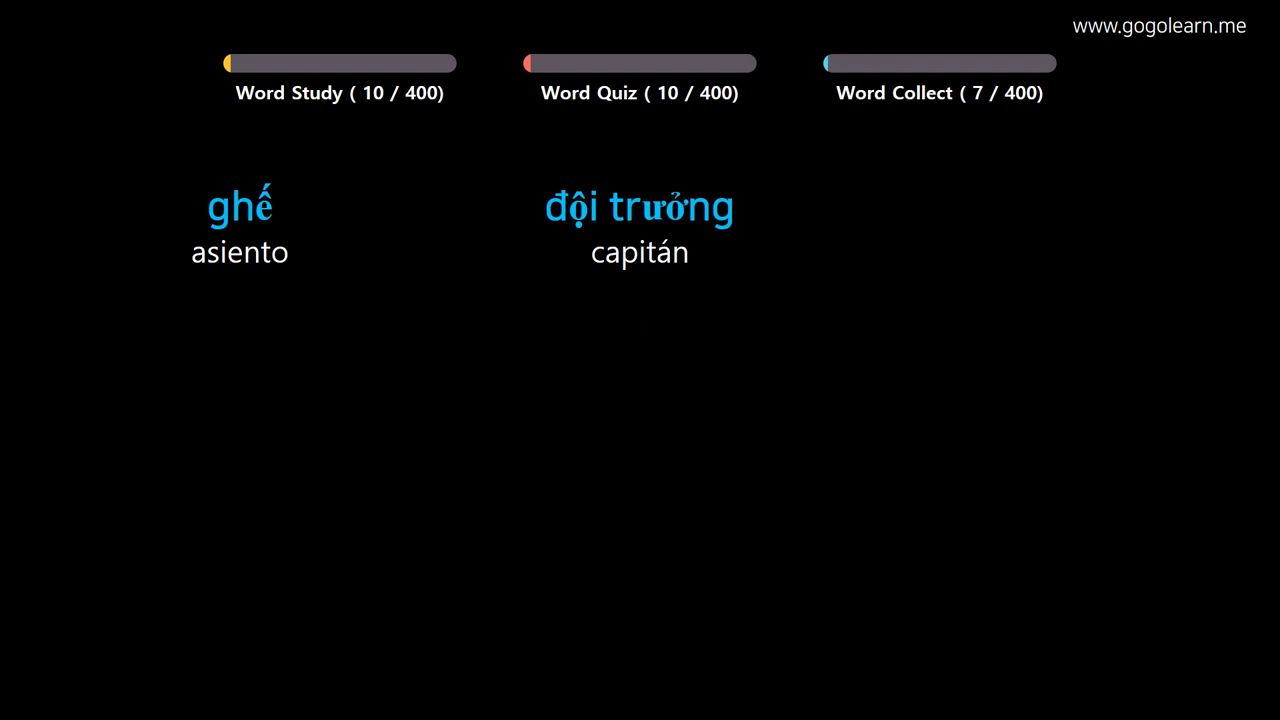 www.gogolearn.me
Word Study ( 10 / 400)
Word Quiz ( 10 / 400)
Word Collect ( 7 / 400)
ghế
đội trưởng
asiento
capitán